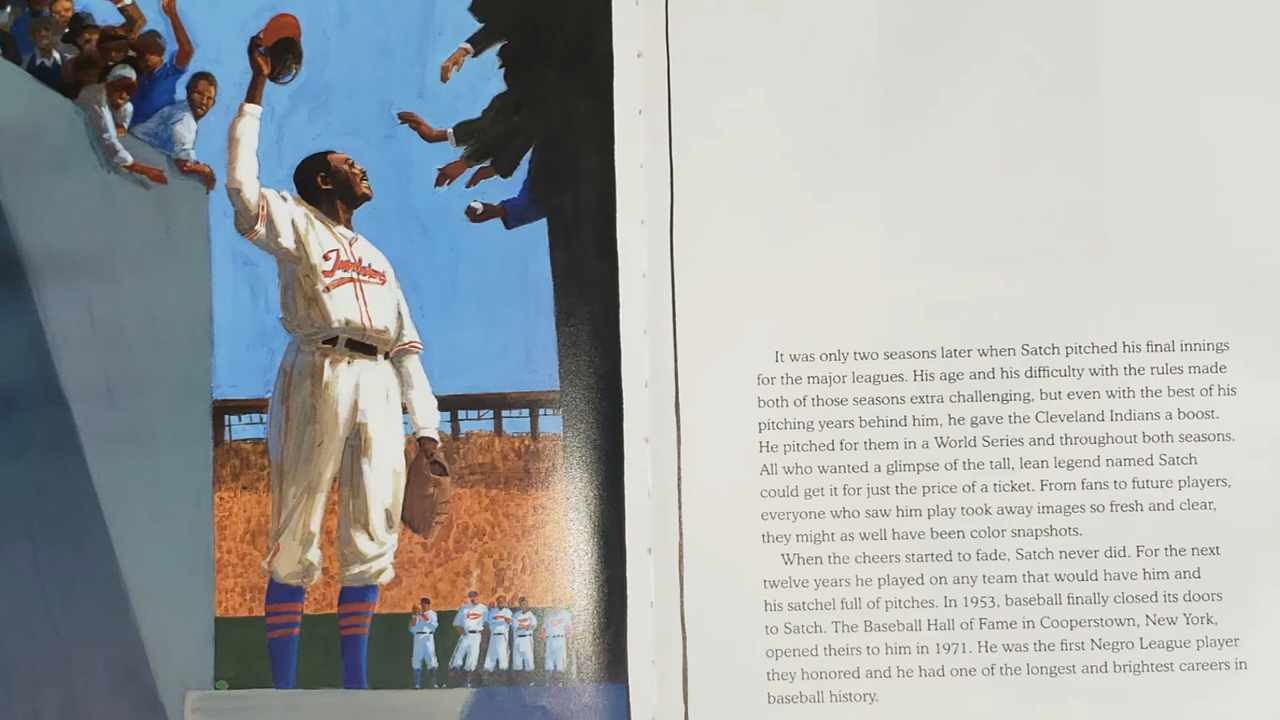 It was only two seasons later when Satch pitched his final innings
for the major leagues. His age and his difficulty with the rules made
both of those seasons extra challenging, but even with the best of his
pitching years behind him, he gave the Cleveland Indians a boost.
He pitched for them in a World Series and throughout both seasons.
All who wanted a glimpse of the tall, lean legend named Satch
could get it for just the price of a ticket. From fans to future players,
everyone who saw him play took away images so fresh and clear,
they might as well have been color snapshots.
When the cheers started to fade, Satch never did. For the next
twelve years he played on any team that would have him and
his satchel full of pitches. In 1953, baseball finally closed its doors
to Satch. The Baseball Hall of Fame in Cooperstown, New York,
opened theirs to him in 1971. He was the first Negro League player
they honored and he had one of the longest and brightest careers in
baseball history.